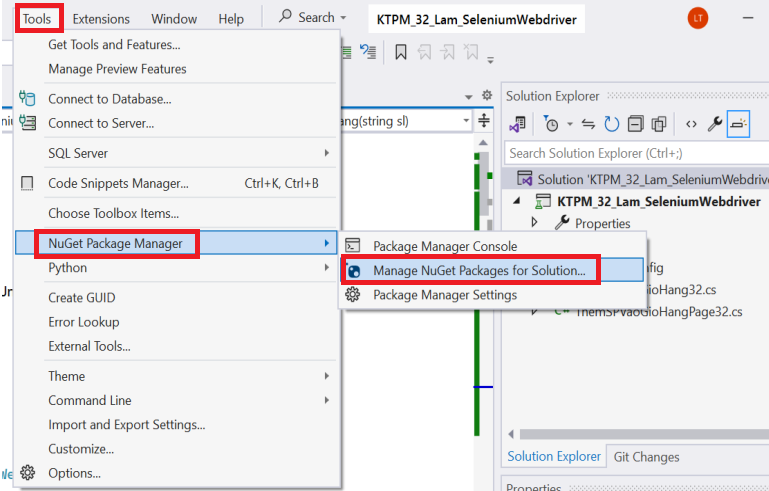 Tools
Extensions
Window
Help
Search
KTPM_32_Lam_SeleniumWebdriver
LT
Get Tools and Features...
Manage Preview Features
Connect to Database...
Connect to Server...
SQL Server
Code Snippets Manager... Ctrl+K, Ctrl+B
Choose Toolbox Items...
NuGet Package Manager
Python
Create GUID
Error Lookup
External Tools...
Theme
Command Line
Import and Export Settings...
Customize...
Options...
Package Manager Console
Manage NuGet Packages for Solution...
Package Manager Settings
ang(string sl)
Solution Explorer
Search Solution Explorer (Ctrl+;)
Solution 'KTPM_32_Lam_SeleniumWebdrive
KTPM_32_Lam_SeleniumWebdriver
Properties
fig
GioHang32.cs
C# ThemSPVaoGioHangPage32.cs
Solution Explorer
Git Changes
Properties